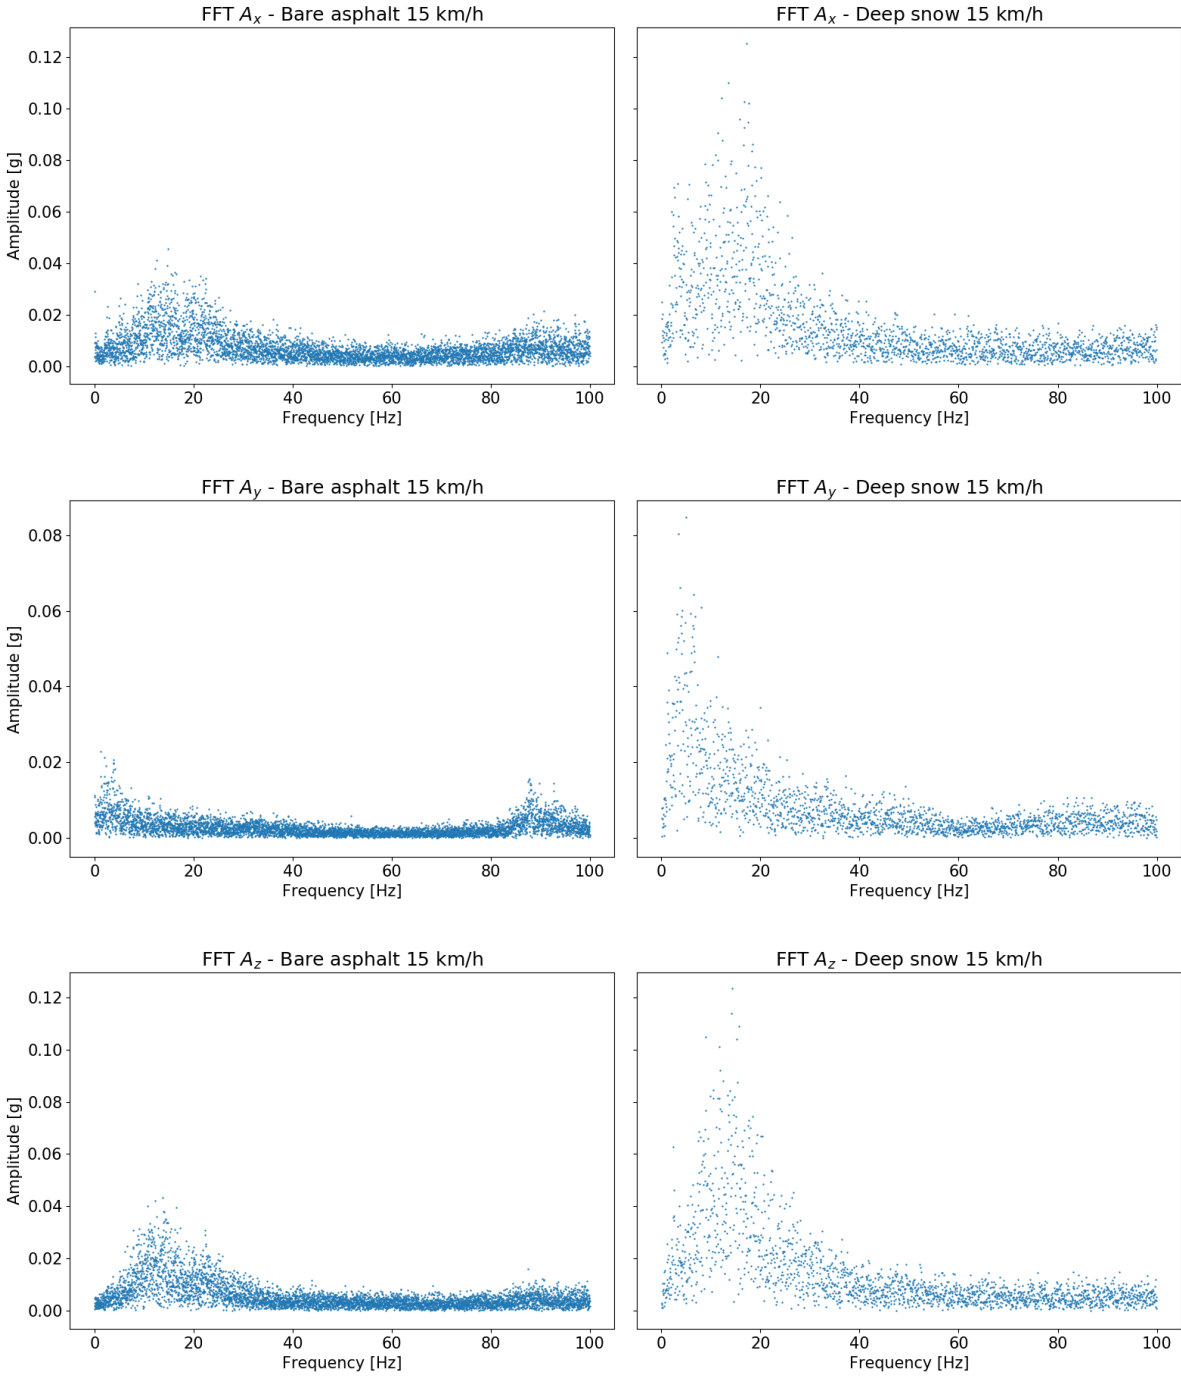 FFT A_x - Bare asphalt 15 km/h
FFT A_x - Deep snow 15 km/h
Amplitude [g]
0.12
0.10
0.08
0.06
0.04
0.02
0.00
0 20 40 60 80 100
0 20 40 60 80 100
Frequency [Hz]
Frequency [Hz]
FFT A_y - Bare asphalt 15 km/h
FFT A_y - Deep snow 15 km/h
Amplitude [g]
0.08
0.06
0.04
0.02
0.00
0 20 40 60 80 100
0 20 40 60 80 100
Frequency [Hz]
Frequency [Hz]
FFT A_z - Bare asphalt 15 km/h
FFT A_z - Deep snow 15 km/h
Amplitude [g]
0.12
0.10
0.08
0.06
0.04
0.02
0.00
0 20 40 60 80 100
0 20 40 60 80 100
Frequency [Hz]
Frequency [Hz]